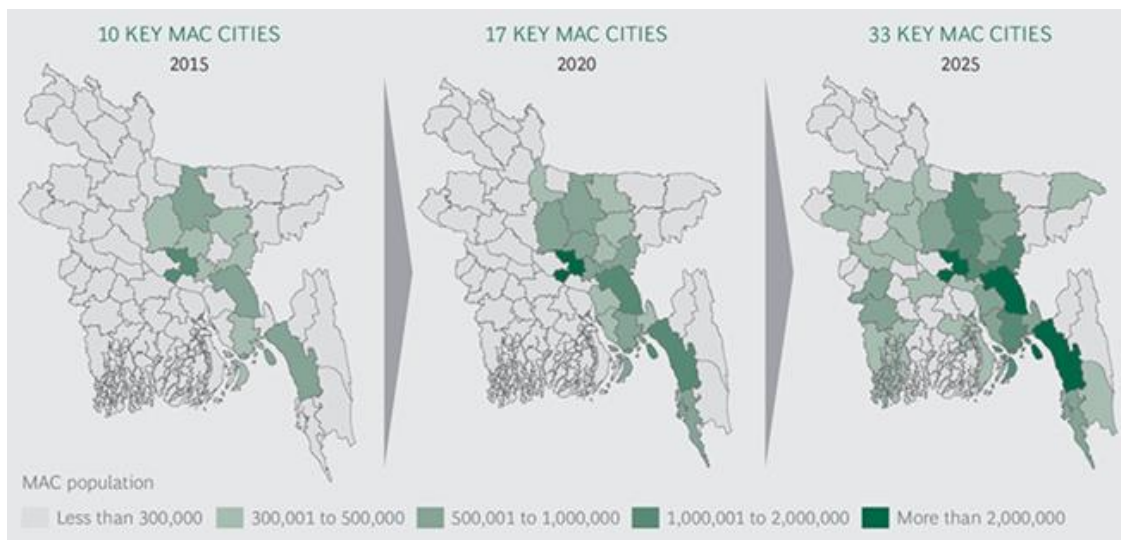 10 KEY MAC CITIES
2015
17 KEY MAC CITIES
2020
33 KEY MAC CITIES
2025
MAC population
Less than 300,000
300,001 to 500,000
500,001 to 1,000,000
1,000,001 to 2,000,000
More than 2,000,000